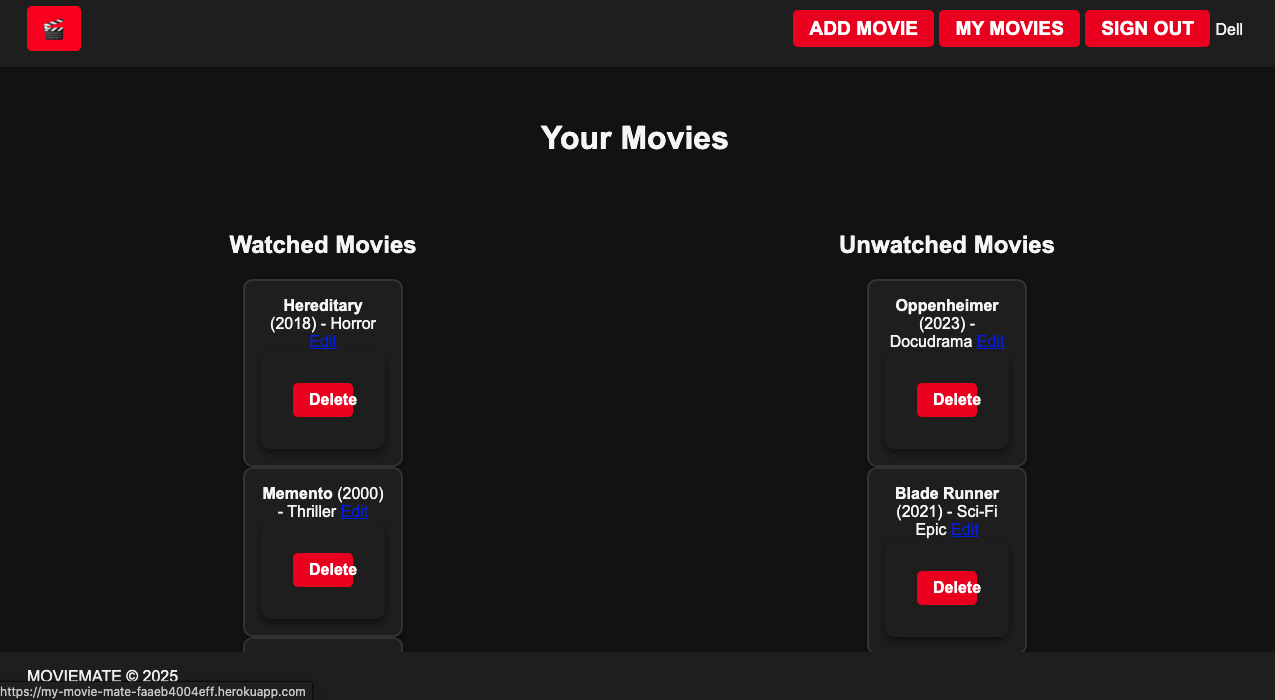 ADD MOVIE MY MOVIES SIGN OUT Dell
Your Movies
Watched Movies
Hereditary
(2018) - Horror
Edit
Delete
Memento (2000)
- Thriller Edit
Delete
Unwatched Movies
Oppenheimer
(2023) -
Docudrama Edit
Delete
Blade Runner
(2021) - Sci-Fi
Epic Edit
Delete
MOVIEMATE © 2025
https://my-movie-mate-faaeb4004eff.herokuapp.com